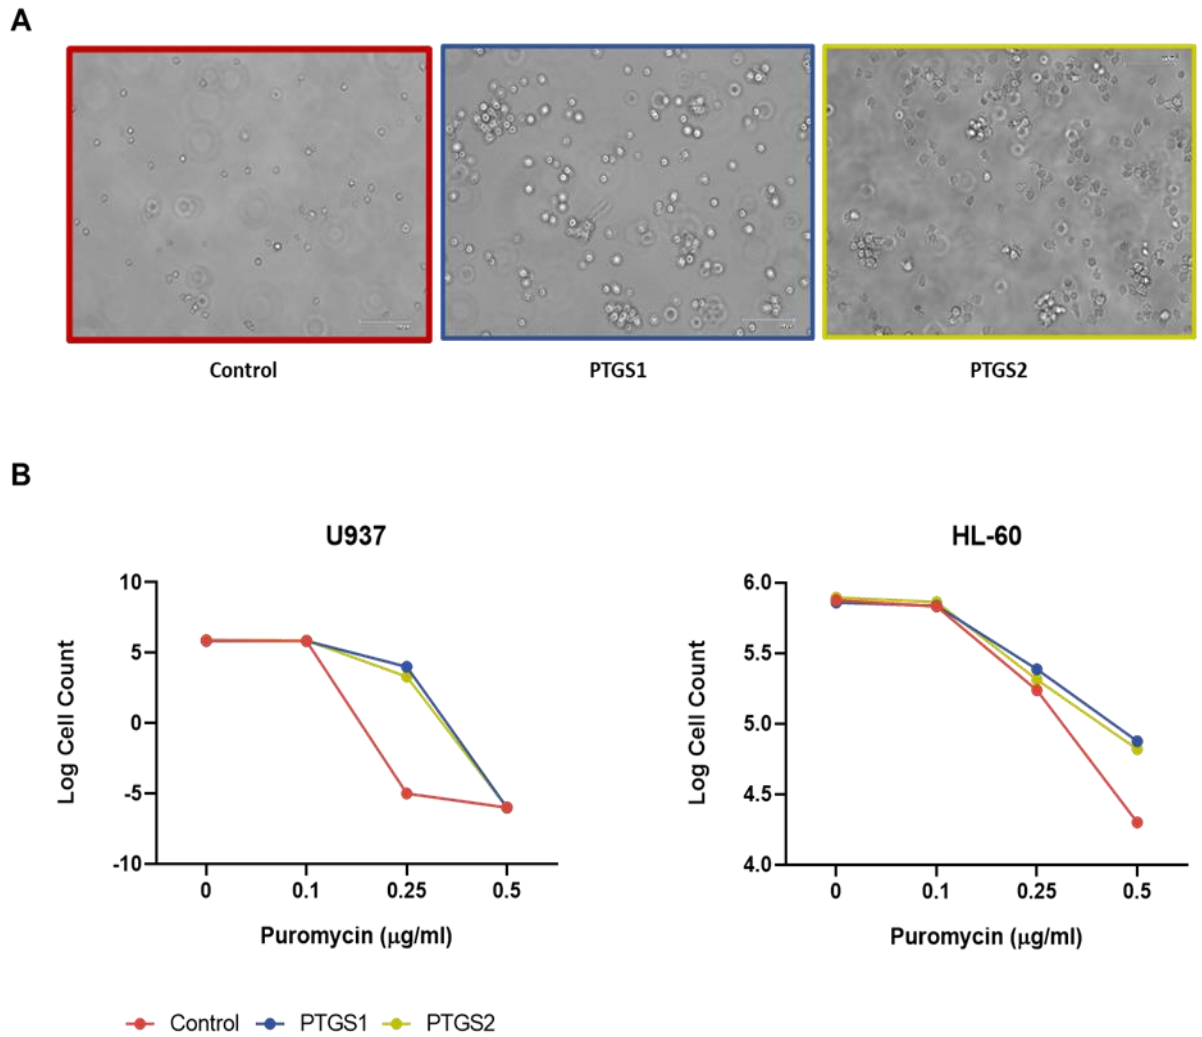 A
Control PTGS1 PTGS2
B
U937
10
5
0
-5
-10
Log Cell Count
0 0.1 0.25 0.5
Puromycin (μg/ml)
HL-60
6.0
5.5
5.0
4.5
4.0
Log Cell Count
0 0.1 0.25 0.5
Puromycin (μg/ml)
Control PTGS1 PTGS2